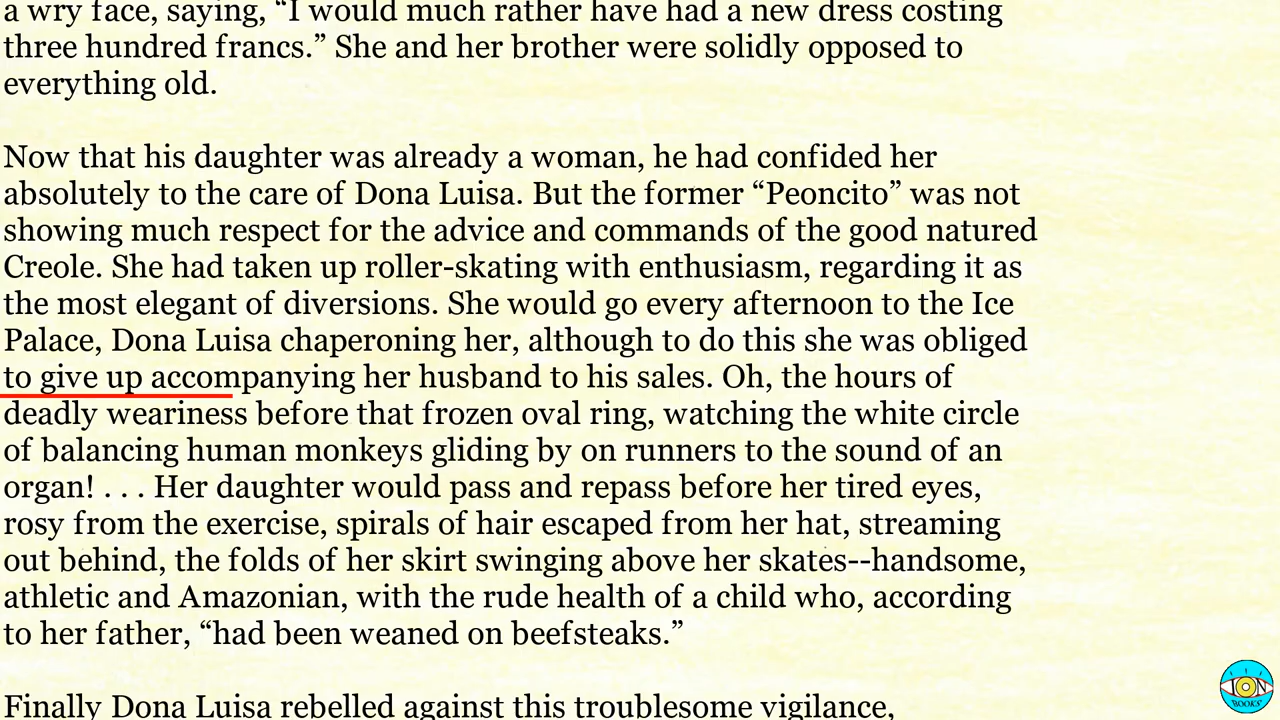 a wry face, saying, “I would much rather have had a new dress costing
three hundred francs.” She and her brother were solidly opposed to
everything old.
Now that his daughter was already a woman, he had confided her
absolutely to the care of Dona Luisa. But the former “Peoncito” was not
showing much respect for the advice and commands of the good natured
Creole. She had taken up roller-skating with enthusiasm, regarding it as
the most elegant of diversions. She would go every afternoon to the Ice
Palace, Dona Luisa chaperoning her, although to do this she was obliged
to give up accompanying her husband to his sales. Oh, the hours of
deadly weariness before that frozen oval ring, watching the white circle
of balancing human monkeys gliding by on runners to the sound of an
organ! . . . Her daughter would pass and repass before her tired eyes,
rosy from the exercise, spirals of hair escaped from her hat, streaming
out behind, the folds of her skirt swinging above her skates--handsome,
athletic and Amazonian, with the rude health of a child who, according
to her father, “had been weaned on beefsteaks.”
Finally Dona Luisa rebelled against this troublesome vigilance,
ION
BOOKS